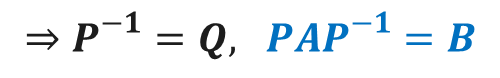 ⇒ P⁻¹ = Q, PAP⁻¹ = B